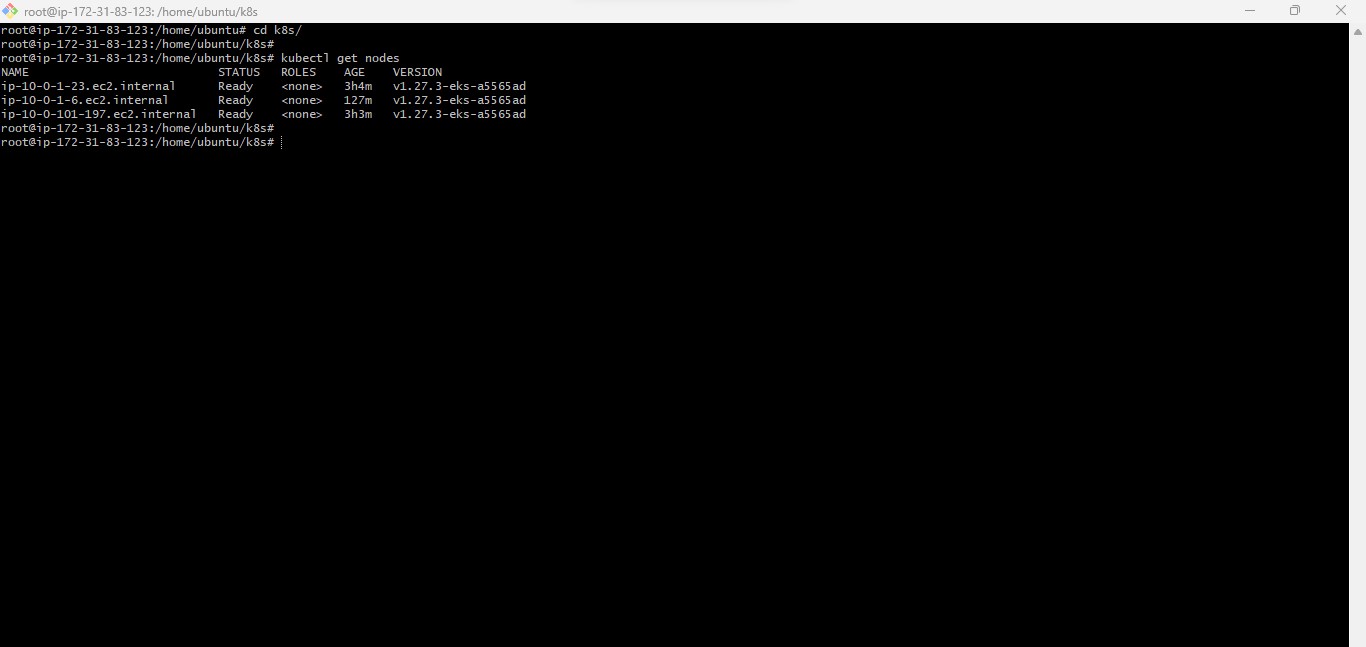 root@ip-172-31-83-123: /home/ubuntu/k8s
root@ip-172-31-83-123:/home/ubuntu# cd k8s/
root@ip-172-31-83-123:/home/ubuntu/k8s#
root@ip-172-31-83-123:/home/ubuntu/k8s# kubectl get nodes
NAME                           STATUS   ROLES    AGE    VERSION
ip-10-0-1-23.ec2.internal      Ready    <none>   3h4m   v1.27.3-eks-a5565ad
ip-10-0-1-6.ec2.internal       Ready    <none>   127m   v1.27.3-eks-a5565ad
ip-10-0-101-197.ec2.internal   Ready    <none>   3h3m   v1.27.3-eks-a5565ad
root@ip-172-31-83-123:/home/ubuntu/k8s#
root@ip-172-31-83-123:/home/ubuntu/k8s#